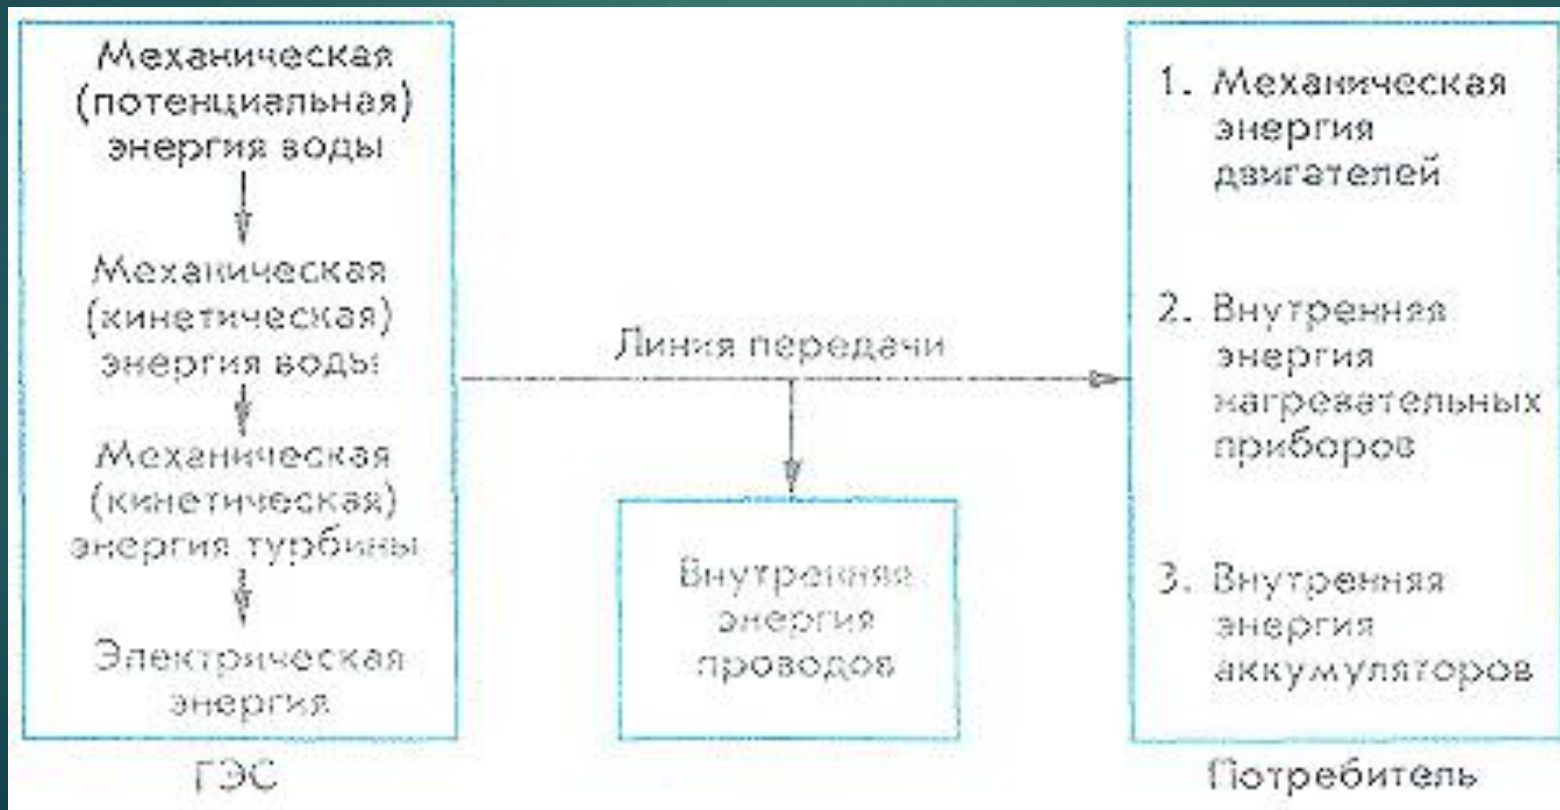 Механическая
(потенциальная)
энергия воды
Механическая
(кинетическая)
энергия воды
Механическая
(кинетическая)
энергия турбины
Электрическая
энергия
ГЭС
Линия передачи
Внутренняя
энергия
проводов
1. Механическая
энергия
двигателей
2. Внутренняя
энергия
нагревательных
приборов
3. Внутренняя
энергия
аккумуляторов
Потребитель